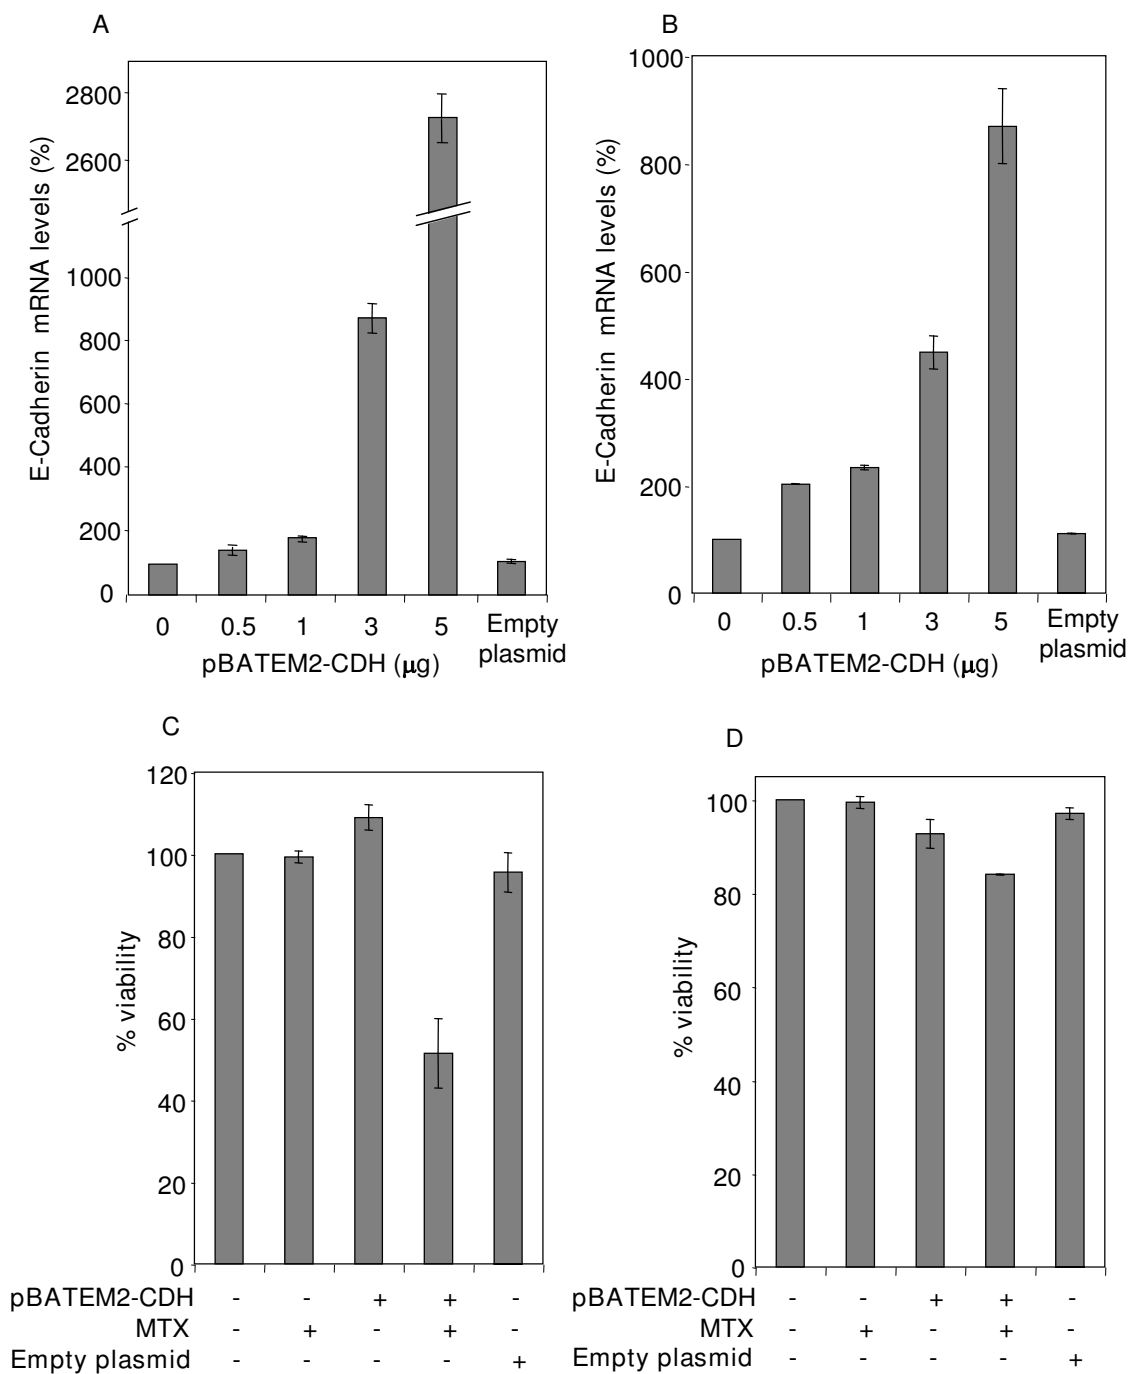 A
E-Cadherin mRNA levels (%)
2800
2600
1000
800
600
400
200
0
0 0.5 1 3 5 Empty plasmid
pBATEM2-CDH (µg)
B
E-Cadherin mRNA levels (%)
1000
800
600
400
200
0
0 0.5 1 3 5 Empty plasmid
pBATEM2-CDH (µg)
C
% viability
120
100
80
60
40
20
0
pBATEM2-CDH - - + + -
MTX - + - + -
Empty plasmid - - - - +
D
% viability
100
80
60
40
20
0
pBATEM2-CDH - - + + -
MTX - + - + -
Empty plasmid - - - - +